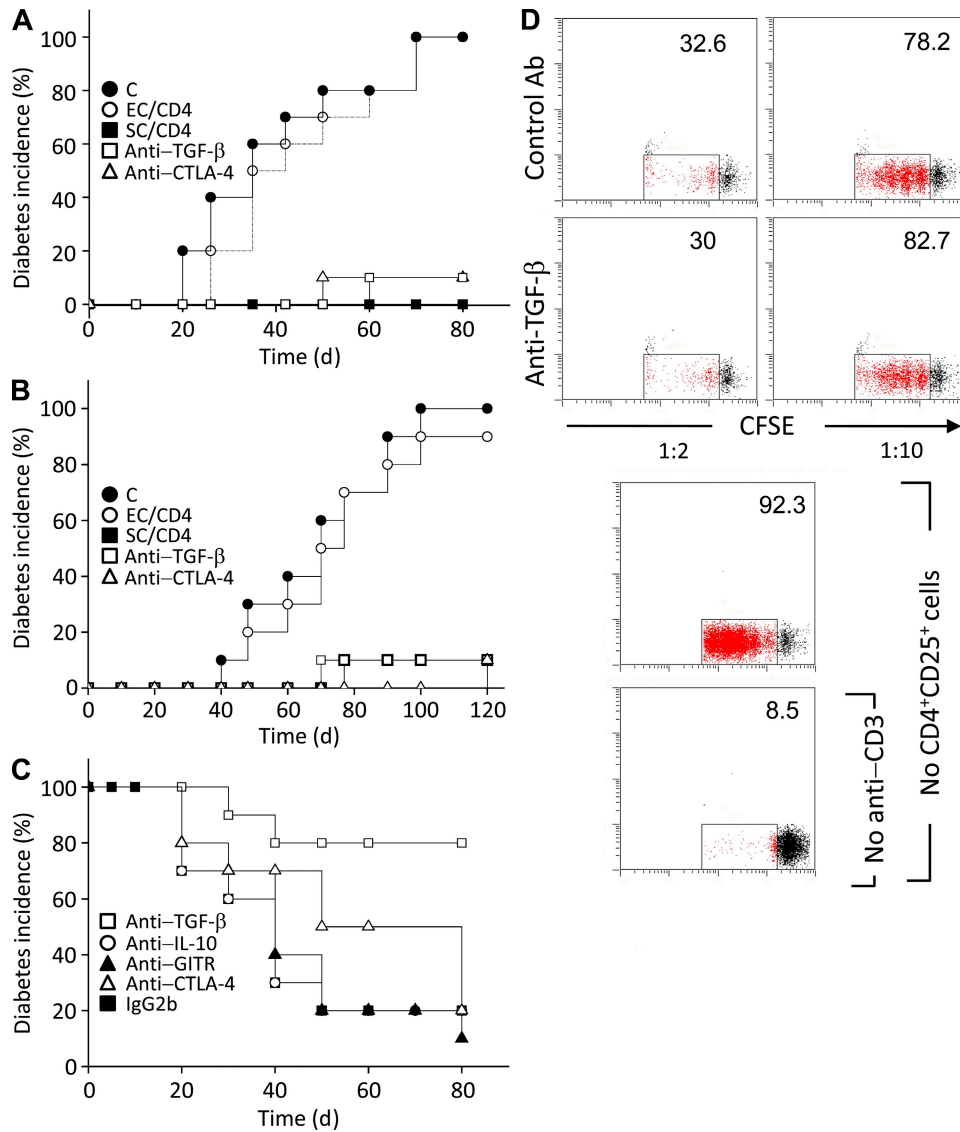 A
Diabetes incidence (%)
100
80
60
40
20
0
C
EC/CD4
SC/CD4
Anti–TGF-β
Anti–CTLA-4
0 20 40 60 80
Time (d)
B
Diabetes incidence (%)
100
80
60
40
20
0
C
EC/CD4
SC/CD4
Anti–TGF-β
Anti–CTLA-4
0 20 40 60 80 100 120
Time (d)
C
Diabetes incidence (%)
100
80
60
40
20
0
Anti–TGF-β
Anti–IL-10
Anti–GITR
Anti–CTLA-4
IgG2b
0 20 40 60 80
Time (d)
D
Control Ab
32.6 78.2
Anti-TGF-β
30 82.7
CFSE
1:2 1:10
92.3
8.5
No anti–CD3
No CD4⁺CD25⁺ cells